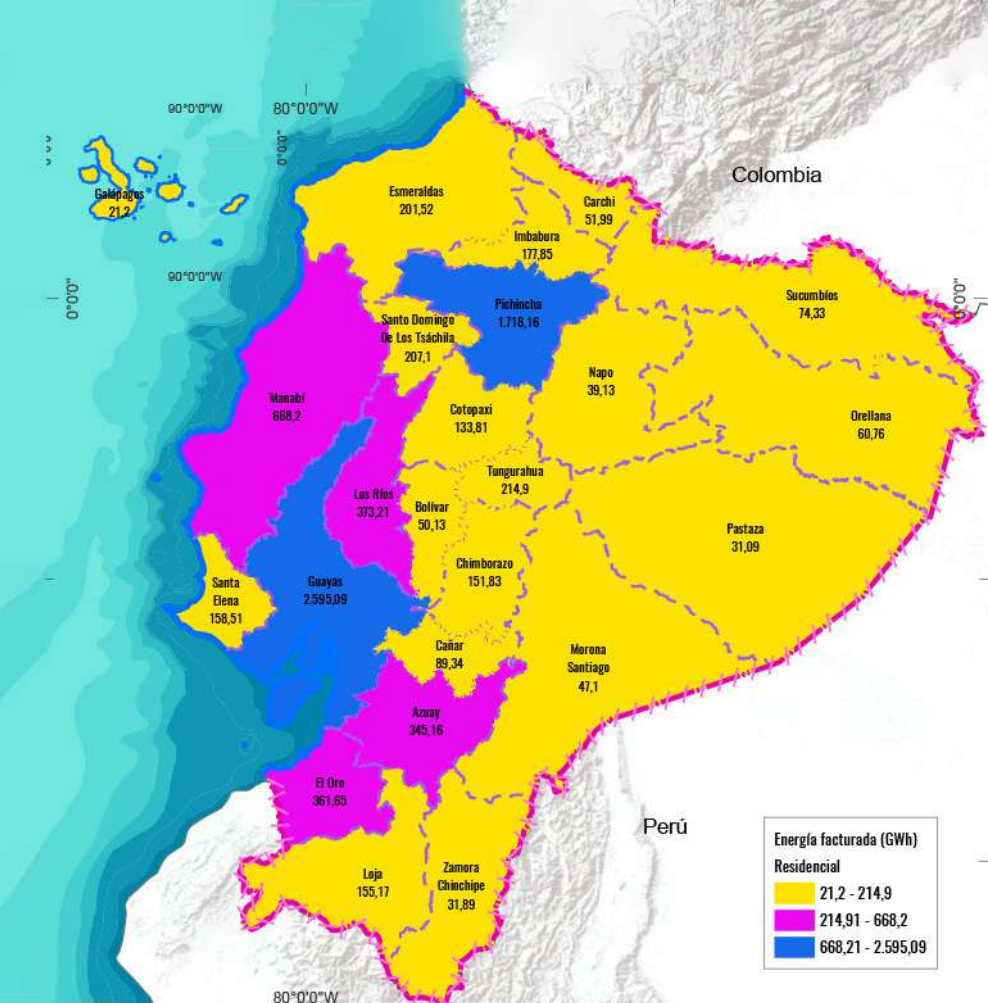 90°0'0"W
80°0'0"W
0°0'0"
Colombia
Galápagos
21,2
Esmeraldas
201,52
Carchi
51,99
Imbabura
177,85
90°0'0"W
0°0'0"
0°0'0"
Pichincha
1.718,16
Sucumbíos
74,33
Santo Domingo
De Los Tsáchila
207,1
Napo
39,13
Manabí
668,2
Cotopaxi
133,81
Orellana
60,76
Tungurahua
214,9
Los Ríos
373,21
Bolívar
50,13
Pastaza
31,09
Chimborazo
151,83
Santa
Elena
158,51
Guayas
2.595,09
Cañar
89,34
Morona
Santiago
47,1
Azuay
345,16
El Oro
361,65
Perú
Loja
155,17
Zamora
Chinchipe
31,89
Energía facturada (GWh)
Residencial
21,2 - 214,9
214,91 - 668,2
668,21 - 2.595,09
80°0'0"W